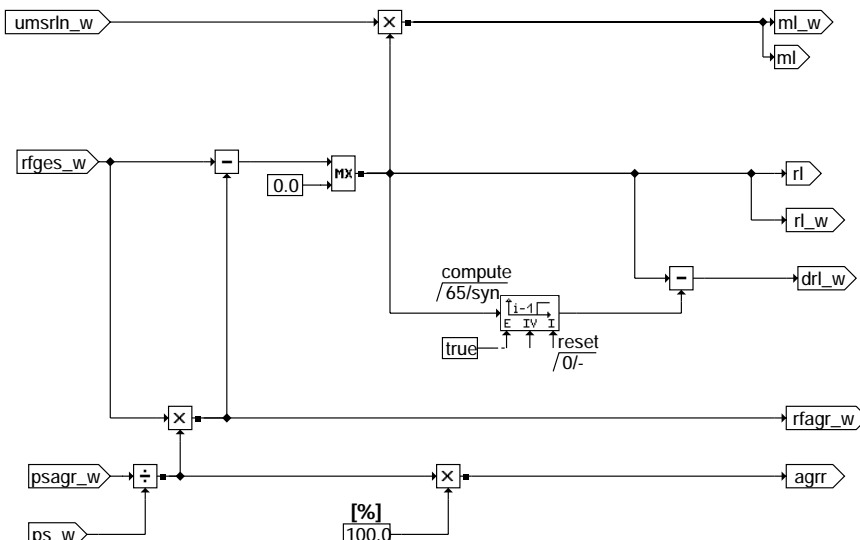 umsrln_w
ml_w
ml
rfges_w
MX
0.0
rl
rl_w
compute
/65/syn
drl_w
i-1
E IV I
true
reset
/0/-
rfagr_w
psagr_w
agrr
[%]
ps_w
100.0